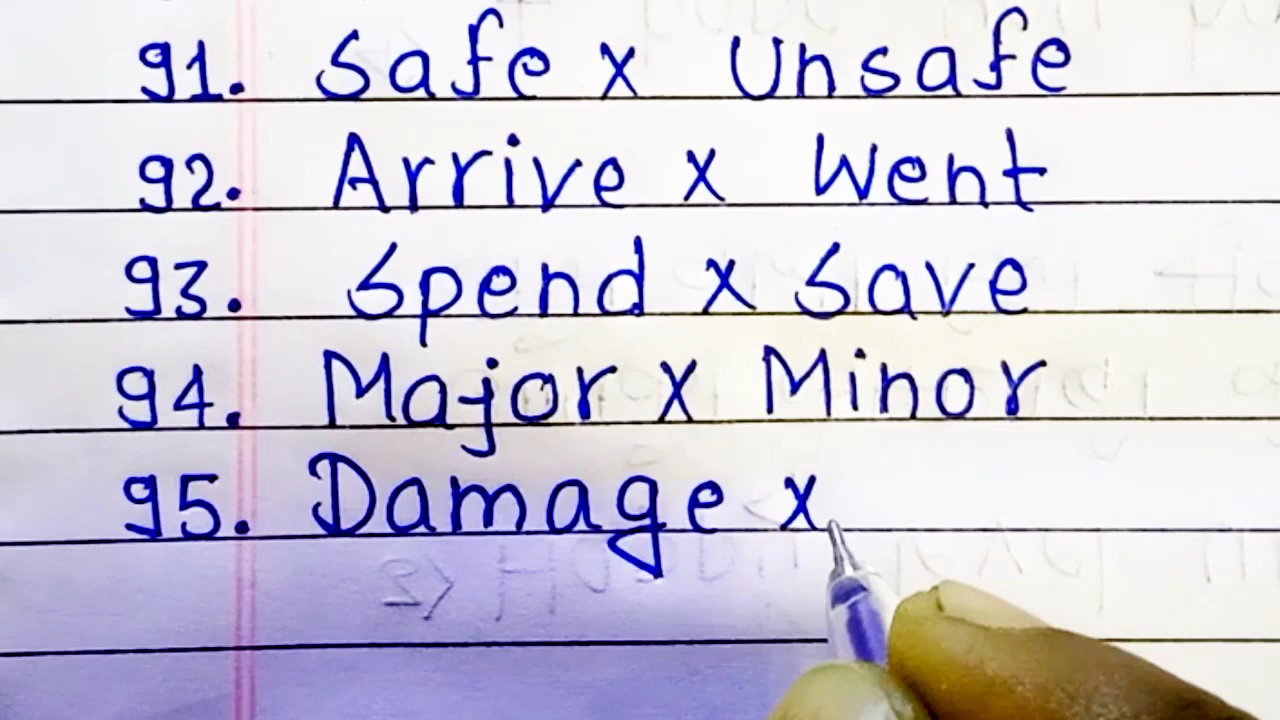 91. Safe x Unsafe
92. Arrive x Went
93. Spend x Save
94. Major x Minor
95. Damage x